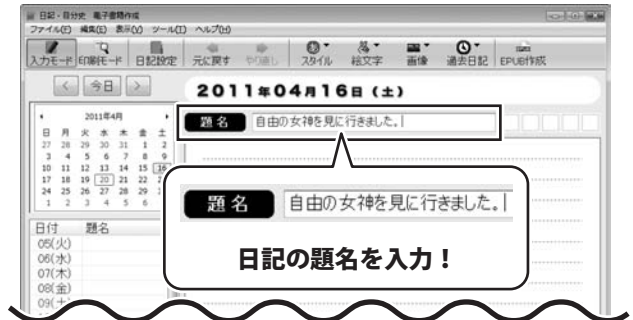 日記・自分史 電子書籍作成
ファイル(F) 編集(E) 表示(V) ツール(T) ヘルプ(H)
入力モード 印刷モード 日記設定 元に戻す やり直し スタイル 絵文字 画像 過去日記 EPUB作成
< 今日 >
2011年04月16日 (土)
2011年4月
日 月 火 水 木 金 土
27 28 29 30 31 1 2
3 4 5 6 7 8 9
10 11 12 13 14 15 16
17 18 19 20 21 22
24 25 26 27 28 29
1 2 3 4 5 6
題名 自由の女神を見に行きました。
題名 自由の女神を見に行きました。
日記の題名を入力!
日付 題名
05(火)
06(水)
07(木)
08(金)
09(土)